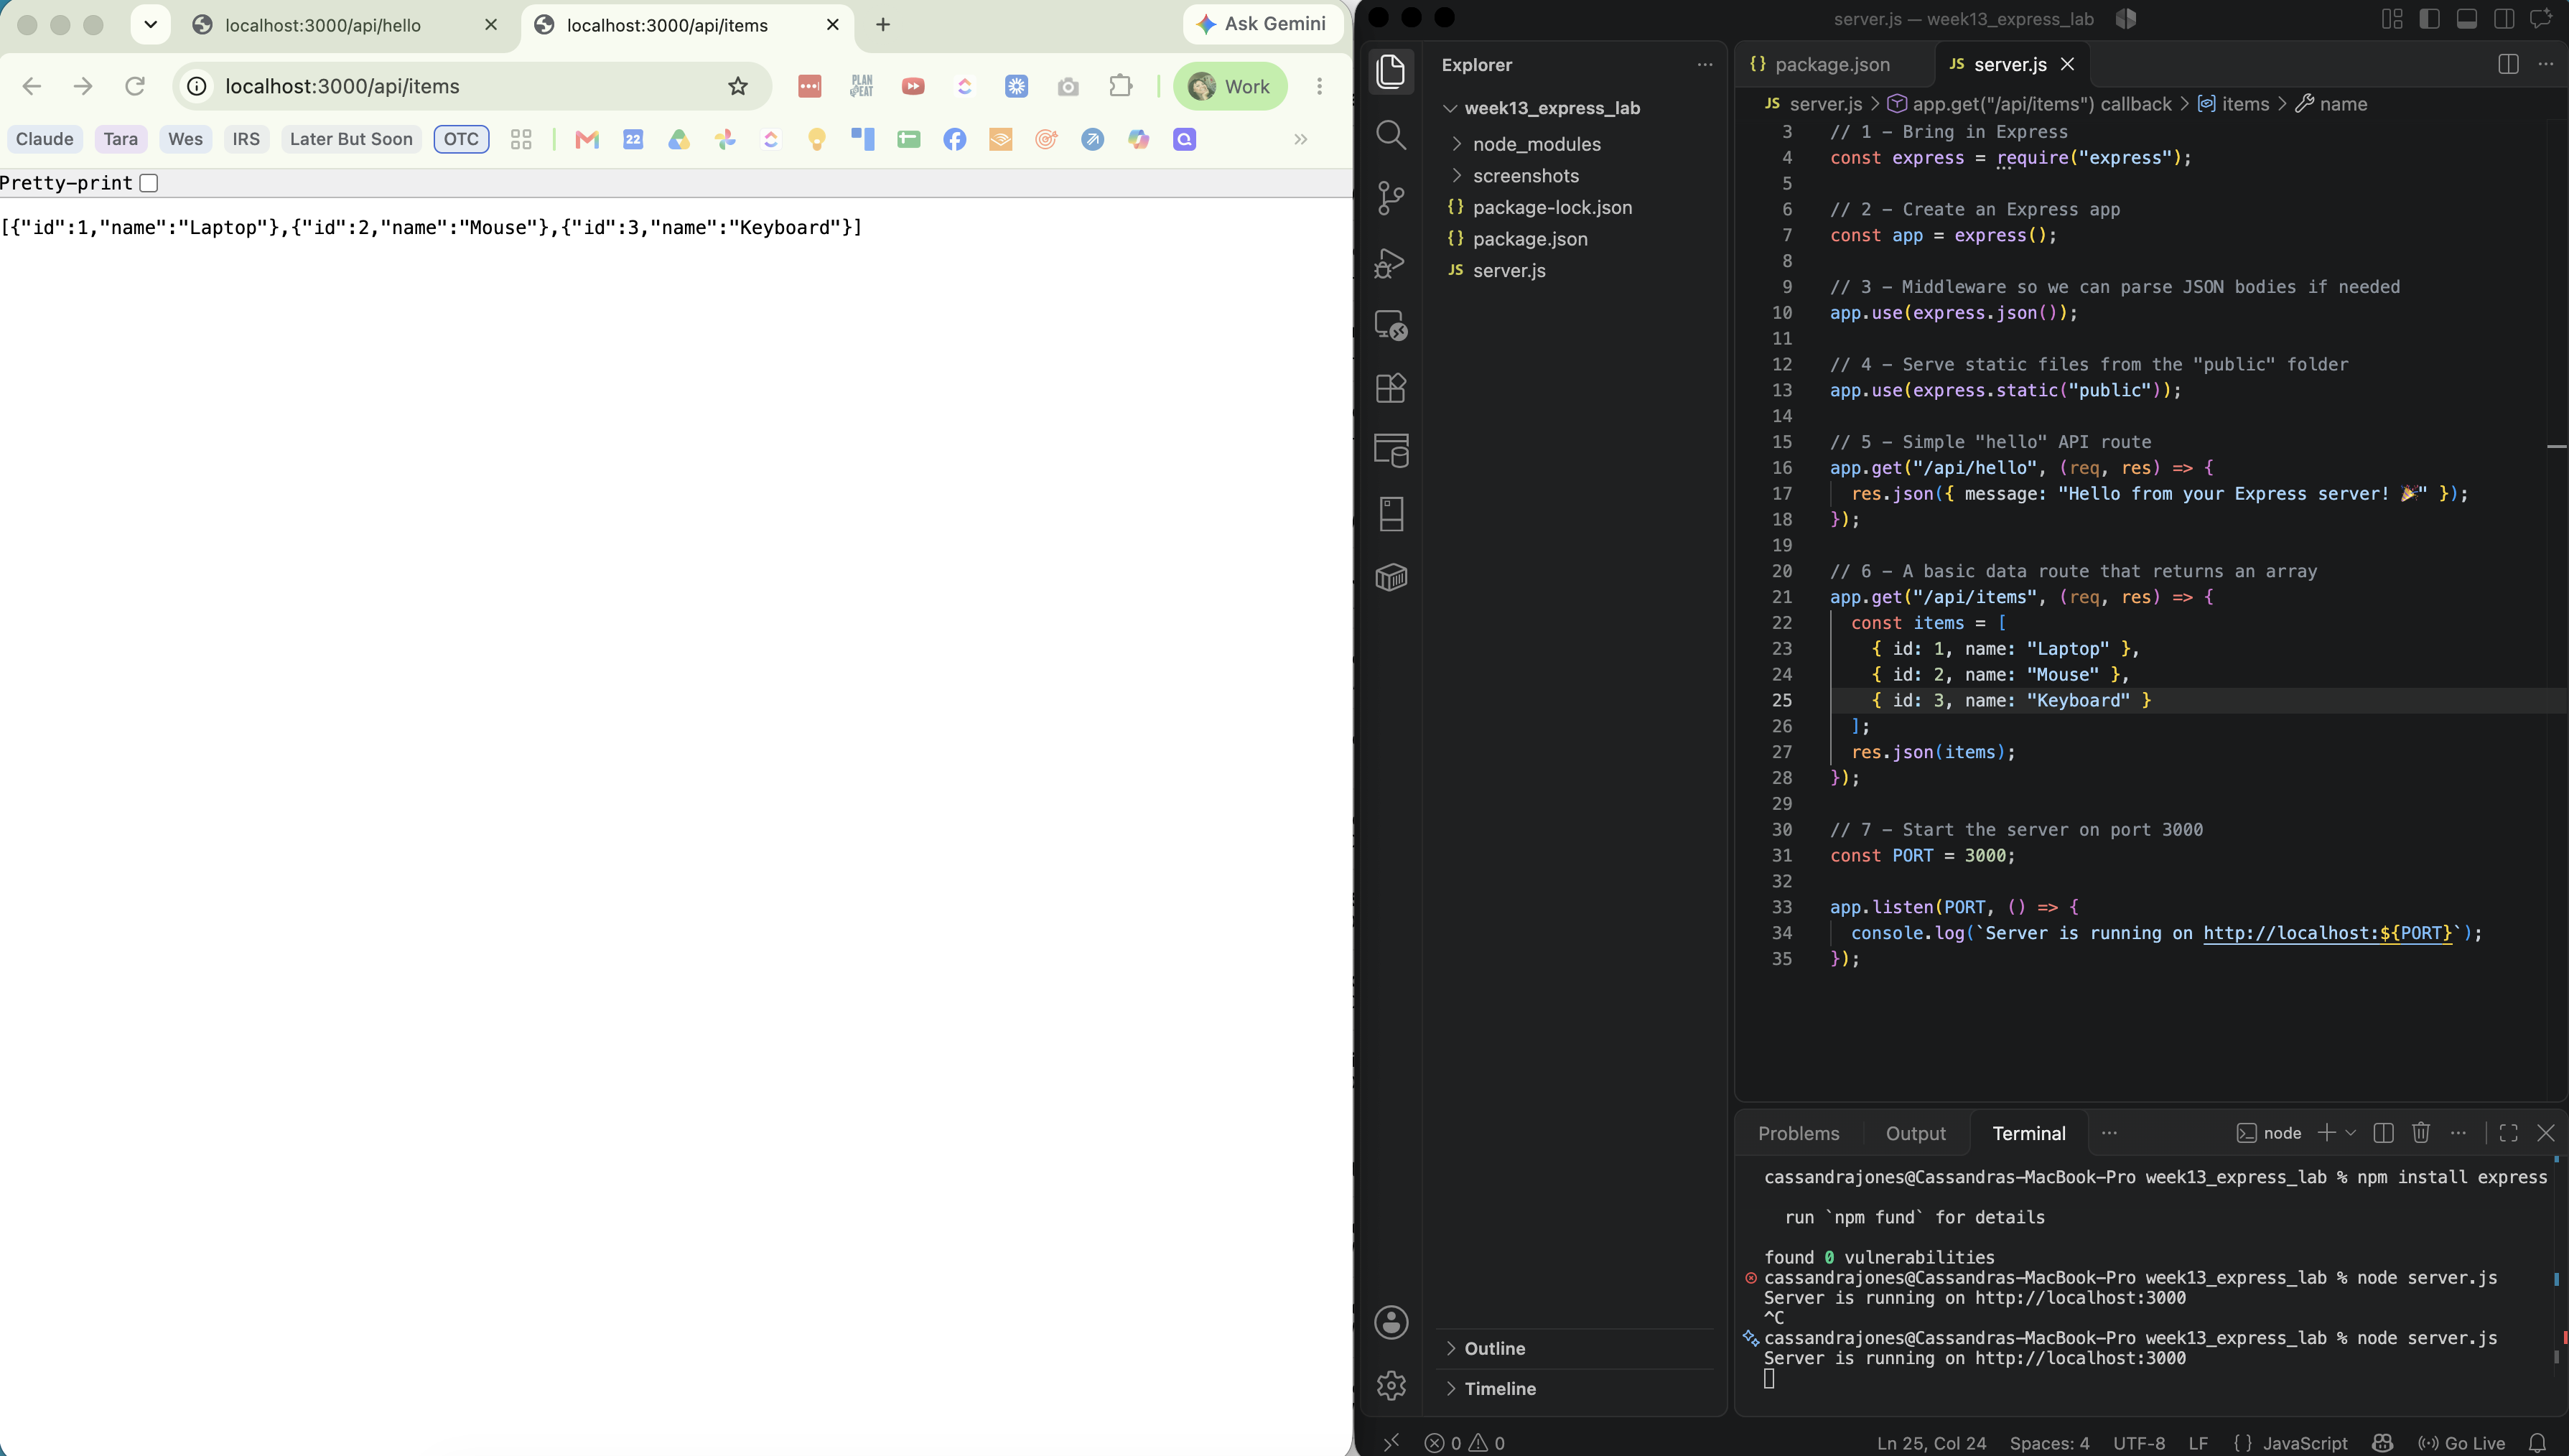 localhost:3000/api/hello
localhost:3000/api/items
Ask Gemini
localhost:3000/api/items
PLAN TO EAT
Work
Claude
Tara
Wes
IRS
Later But Soon
OTC
22
Pretty-print
[{"id":1,"name":"Laptop"},{"id":2,"name":"Mouse"},{"id":3,"name":"Keyboard"}]
server.js — week13_express_lab
Explorer
week13_express_lab
node_modules
screenshots
{} package-lock.json
{} package.json
JS server.js
Outline
Timeline
{} package.json
JS server.js
JS server.js > app.get("/api/items") callback > items > name
3 // 1 - Bring in Express
4 const express = require("express");
5
6 // 2 - Create an Express app
7 const app = express();
8
9 // 3 - Middleware so we can parse JSON bodies if needed
10 app.use(express.json());
11
12 // 4 - Serve static files from the "public" folder
13 app.use(express.static("public"));
14
15 // 5 - Simple "hello" API route
16 app.get("/api/hello", (req, res) => {
17 res.json({ message: "Hello from your Express server! 🎉" });
18 });
19
20 // 6 - A basic data route that returns an array
21 app.get("/api/items", (req, res) => {
22 const items = [
23 { id: 1, name: "Laptop" },
24 { id: 2, name: "Mouse" },
25 { id: 3, name: "Keyboard" }
26 ];
27 res.json(items);
28 });
29
30 // 7 - Start the server on port 3000
31 const PORT = 3000;
32
33 app.listen(PORT, () => {
34 console.log(`Server is running on http://localhost:${PORT}`);
35 });
Problems
Output
Terminal
node
cassandrajones@Cassandras-MacBook-Pro week13_express_lab % npm install express
run `npm fund` for details
found 0 vulnerabilities
cassandrajones@Cassandras-MacBook-Pro week13_express_lab % node server.js
Server is running on http://localhost:3000
^C
cassandrajones@Cassandras-MacBook-Pro week13_express_lab % node server.js
Server is running on http://localhost:3000
0 0
Ln 25, Col 24
Spaces: 4
UTF-8
LF
{} JavaScript
Go Live